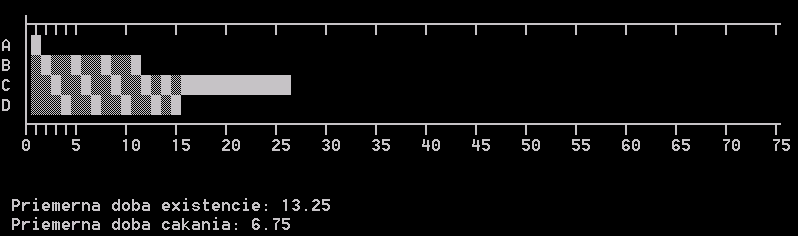 A
B
C
D
0 5 10 15 20 25 30 35 40 45 50 55 60 65 70 75
Priemerna doba existencie: 13.25
Priemerna doba cakania: 6.75